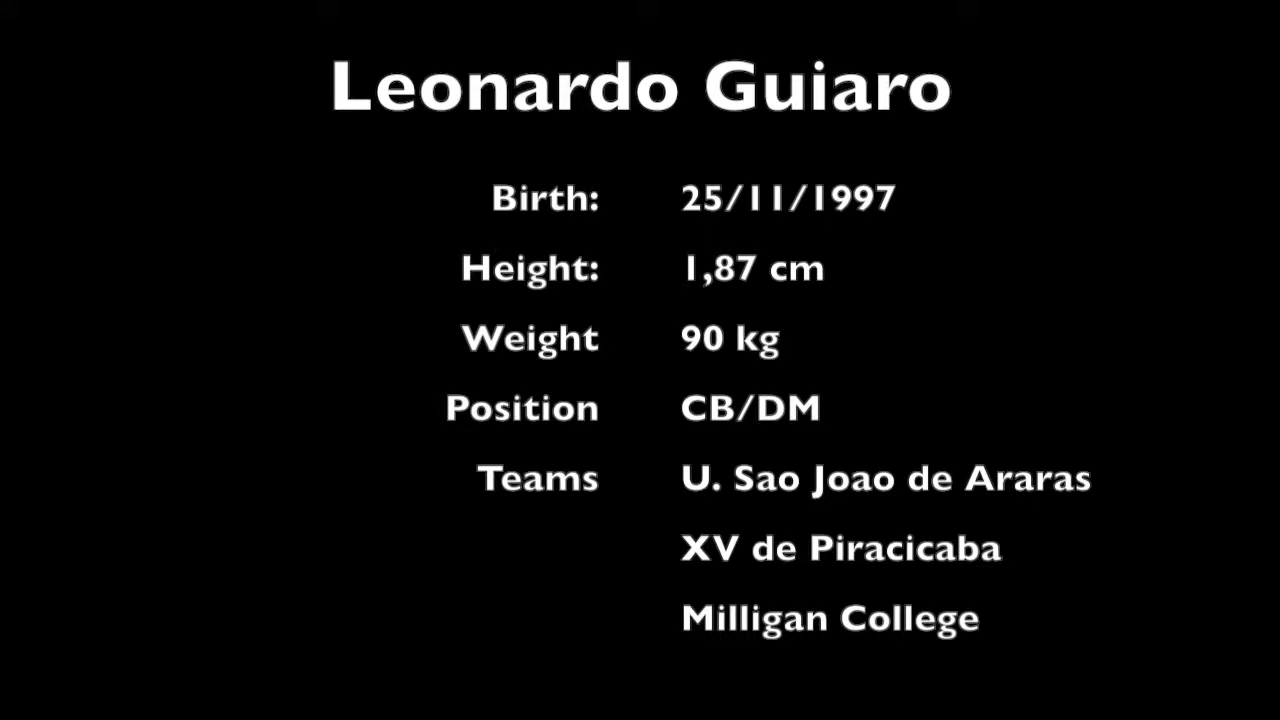 Leonardo Guiaro
Birth: 25/11/1997
Height: 1,87 cm
Weight 90 kg
Position CB/DM
Teams U. Sao Joao de Araras
XV de Piracicaba
Milligan College